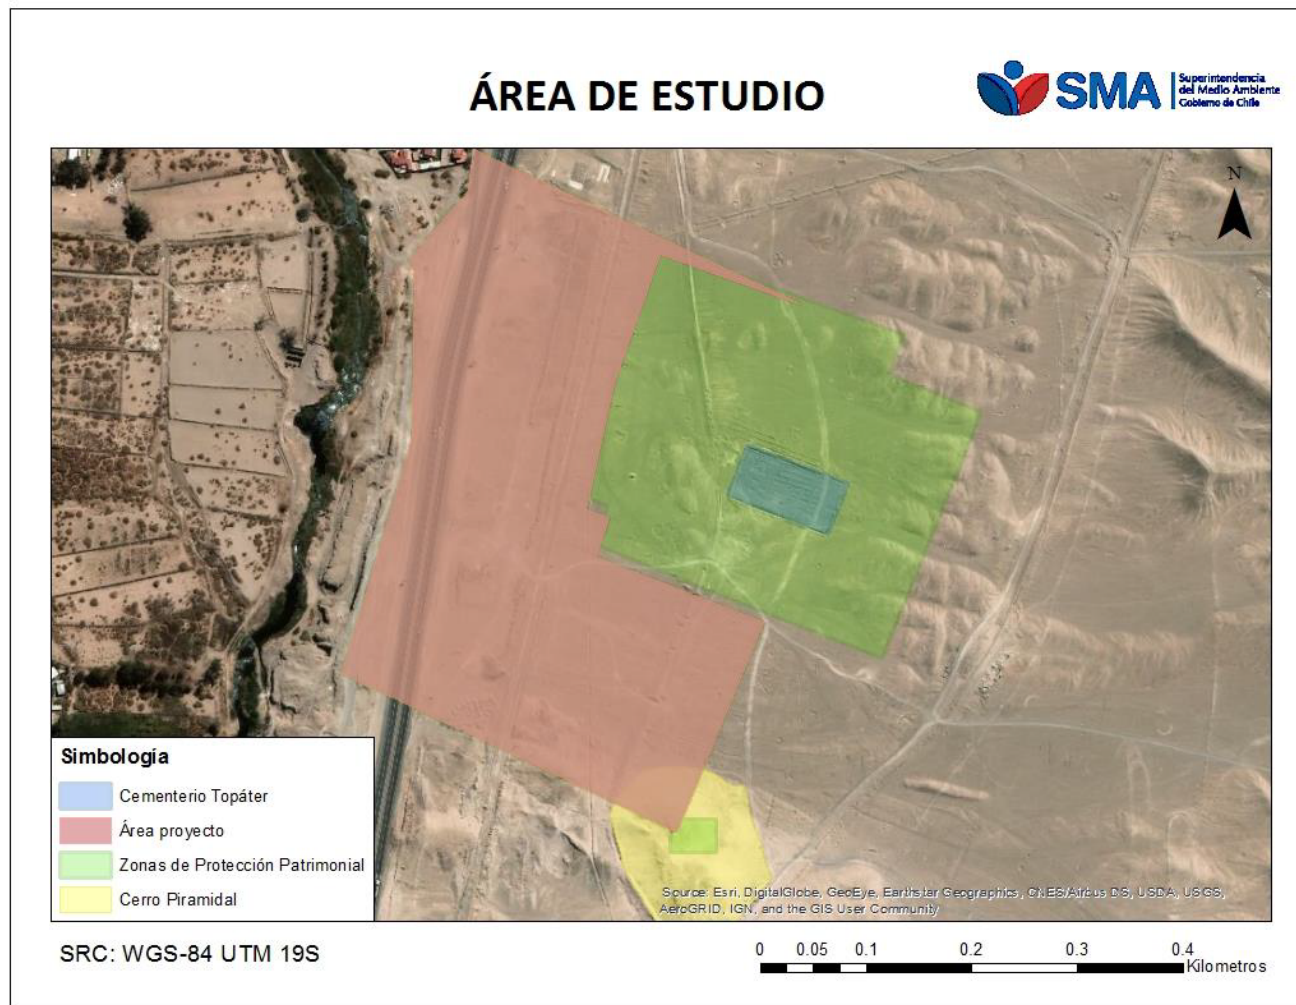 ÁREA DE ESTUDIO
SMA
Superintendencia
del Medio Ambiente
Gobierno de Chile
N
Simbología
Cementerio Topáter
Área proyecto
Zonas de Protección Patrimonial
Cerro Piramidal
Source: Esri, DigitalGlobe, GeoEye, Earthstar Geographics, CNES/Airbus DS, USDA, USGS,
AeroGRID, IGN, and the GIS User Community
SRC: WGS-84 UTM 19S
0 0.05 0.1 0.2 0.3 0.4
Kilometros